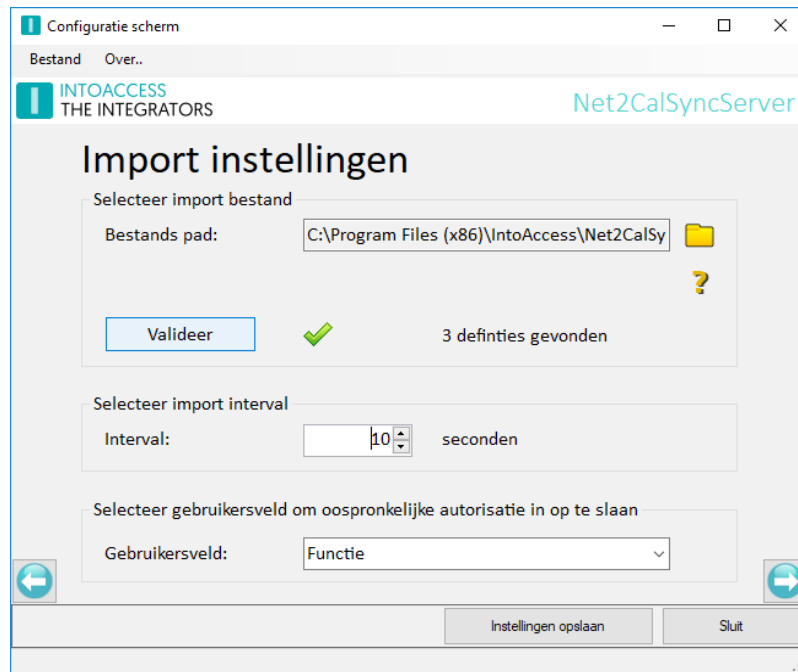 Configuratie scherm
Bestand Over..
INTOACCESS
THE INTEGRATORS
Net2CalSyncServer
Import instellingen
Selecteer import bestand
Bestands pad: C:\Program Files (x86)\IntoAccess\Net2CalSy
?
Valideer 3 definties gevonden
Selecteer import interval
Interval: 10 seconden
Selecteer gebruikersveld om oospronkelijke autorisatie in op te slaan
Gebruikersveld: Functie
Instellingen opslaan Sluit